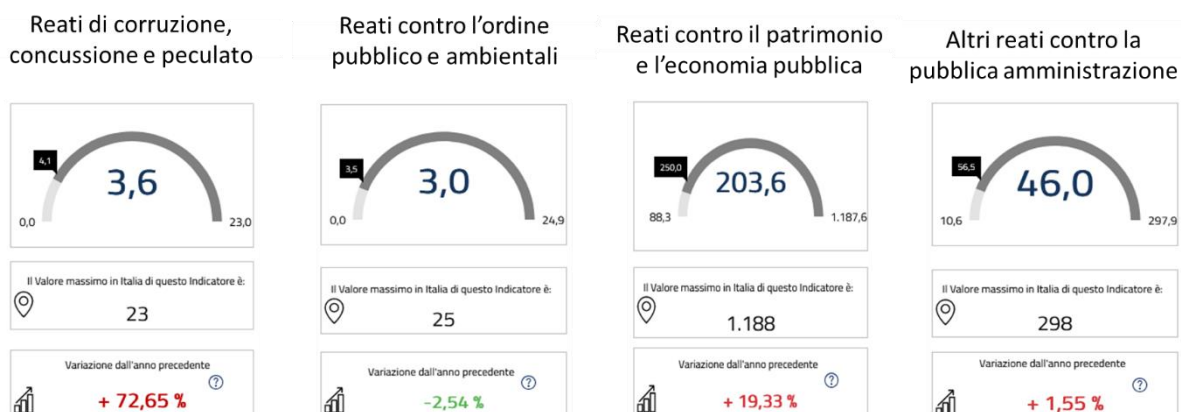 Reati di corruzione,
concussione e peculato
4,1
3,6
0,0
23,0
Il Valore massimo in Italia di questo Indicatore è:
23
Variazione dall'anno precedente
?
+ 72,65 %
Reati contro l'ordine
pubblico e ambientali
3,5
3,0
0,0
24,9
Il Valore massimo in Italia di questo Indicatore è:
25
Variazione dall'anno precedente
?
-2,54 %
Reati contro il patrimonio
e l'economia pubblica
250,0
203,6
88,3
1.187,6
Il Valore massimo in Italia di questo Indicatore è:
1.188
Variazione dall'anno precedente
?
+ 19,33 %
Altri reati contro la
pubblica amministrazione
56,5
46,0
10,6
297,9
Il Valore massimo in Italia di questo Indicatore è:
298
Variazione dall'anno precedente
?
+ 1,55 %